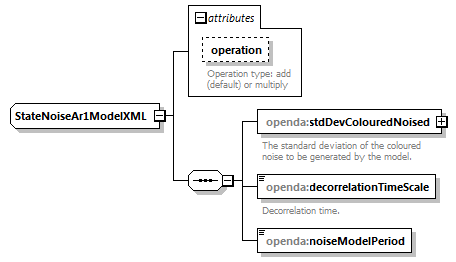 attributes
operation
Operation type: add
(default) or multiply
StateNoiseAr1ModelXML
openda:stdDevColouredNoised
The standard deviation of the coloured
noise to be generated by the model.
openda:decorrelationTimeScale
Decorrelation time.
openda:noiseModelPeriod